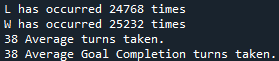 L has occurred 24768 times
W has occurred 25232 times
38 Average turns taken.
38 Average Goal Completion turns taken.